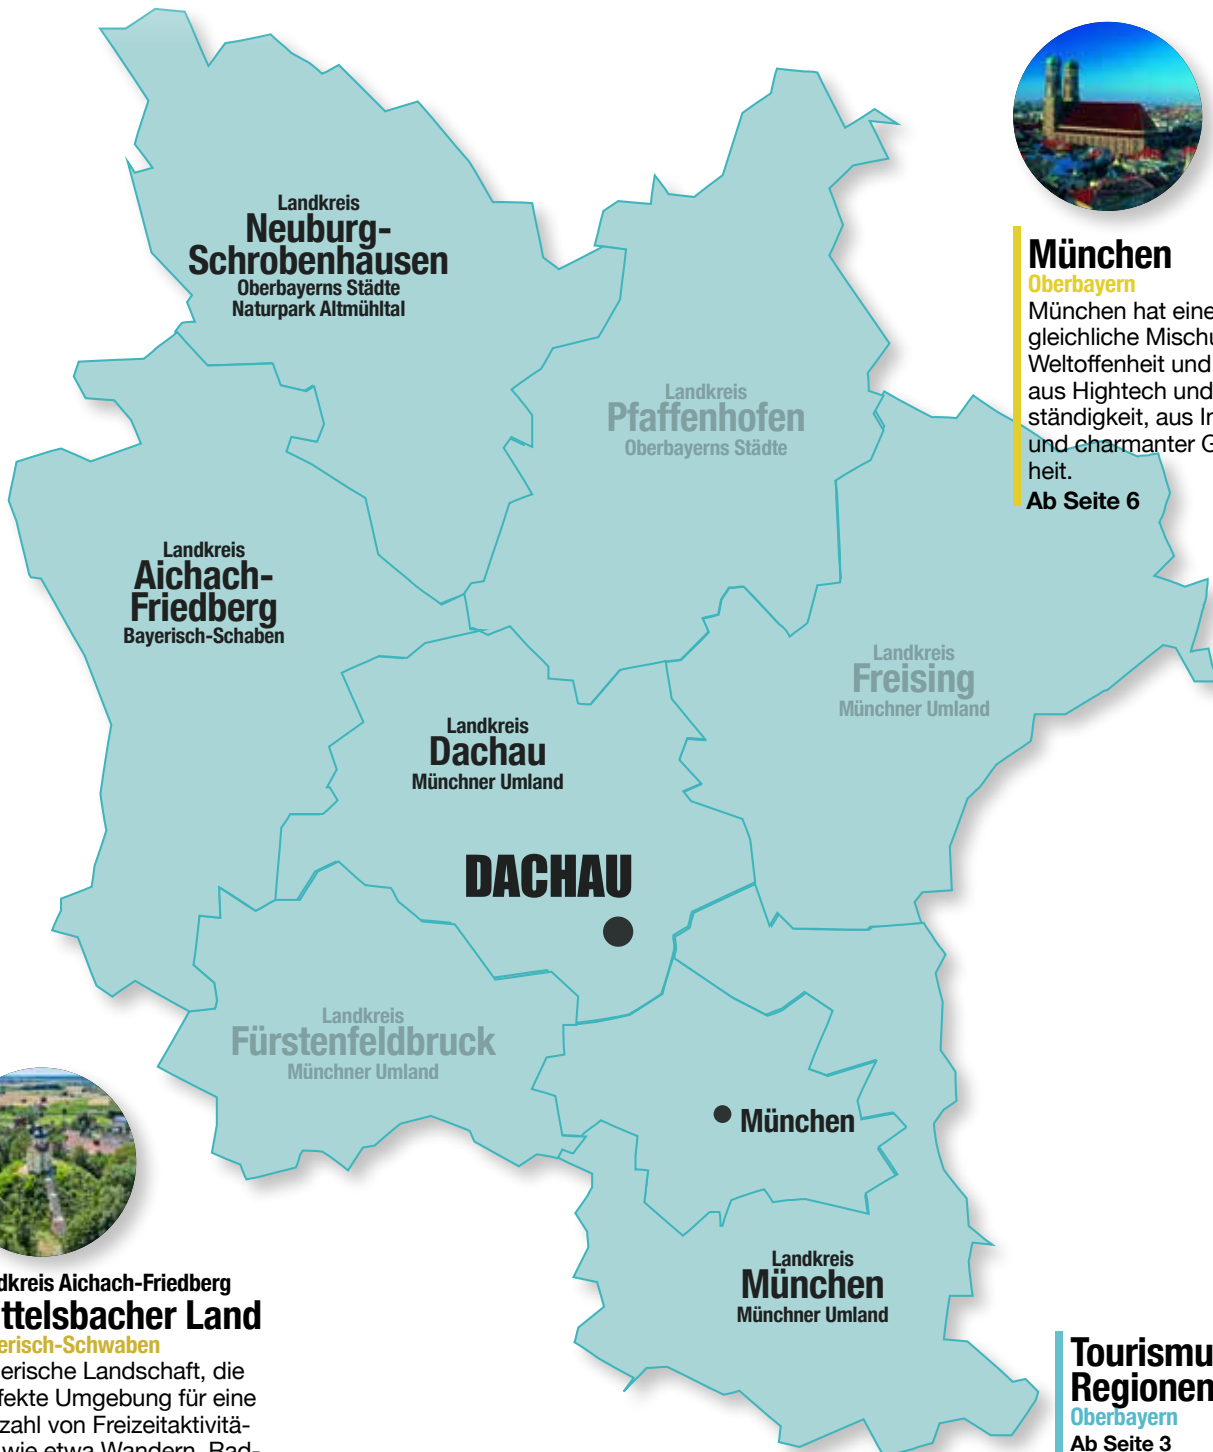 Landkreis
Neuburg-
Schrobenhausen
Oberbayerns Städte
Naturpark Altmühltal
München
Oberbayern
München hat eine
gleichliche Mischu
Weltoffenheit und
aus Hightech und
ständigkeit, aus In
und charmanter G
heit.
Ab Seite 6
Landkreis
Pfaffenhofen
Oberbayerns Städte
Landkreis
Aichach-
Friedberg
Bayerisch-Schaben
Landkreis
Freising
Münchner Umland
Landkreis
Dachau
Münchner Umland
DACHAU
Landkreis
Fürstenfeldbruck
Münchner Umland
München
Landkreis
München
Münchner Umland
dkreis Aichach-Friedberg
ttelsbacher Land
erisch-Schwaben
erische Landschaft, die
fekte Umgebung für eine
zahl von Freizeitaktivitä-
wie etwa Wandern, Rad-
Tourismu
Regionen
Oberbayern
Ab Seite 3